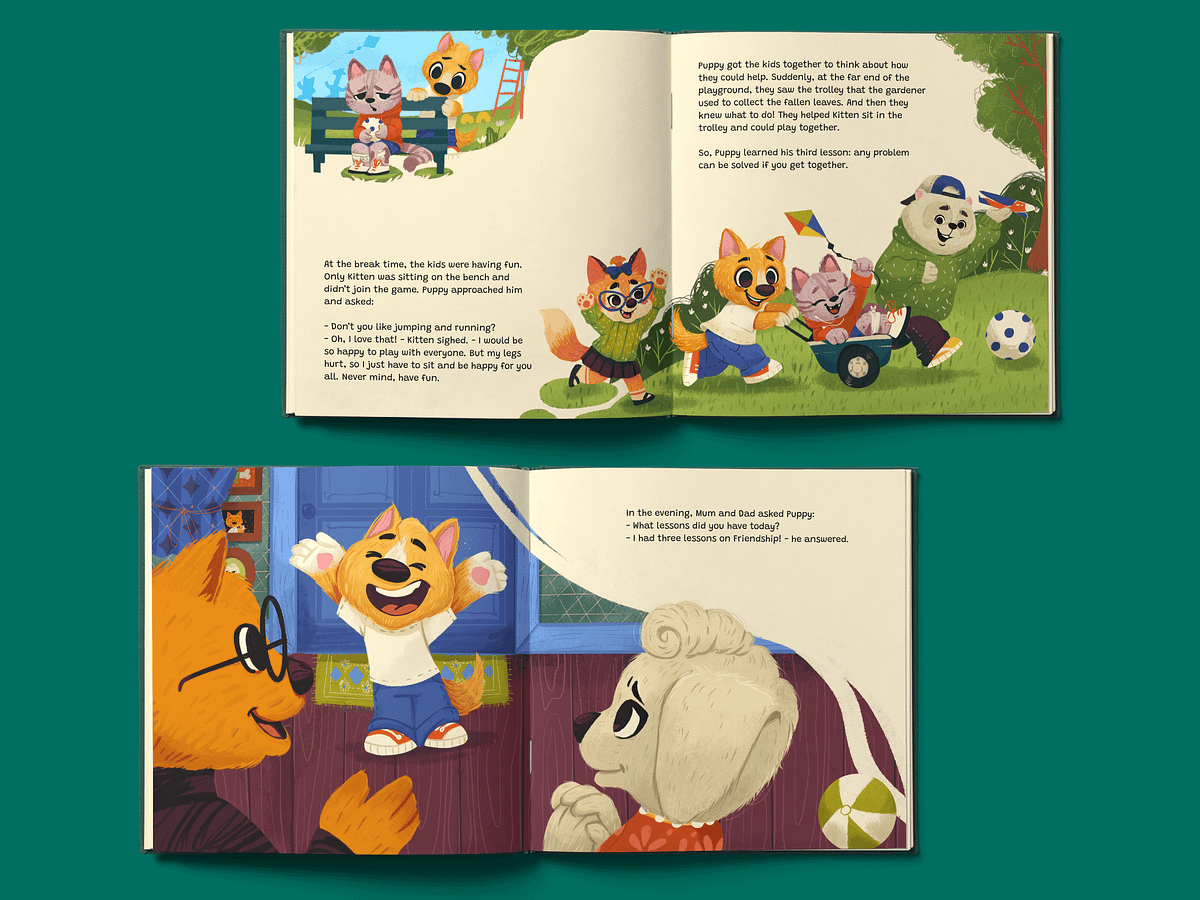 At the break time, the kids were having fun.
Only Kitten was sitting on the bench and
didn't join the game. Puppy approached him
and asked:
- Don't you like jumping and running?
- Oh, I love that! - Kitten sighed. - I would be
so happy to play with everyone. But my legs
hurt, so I just have to sit and be happy for you
all. Never mind, have fun.
Puppy got the kids together to think about how
they could help. Suddenly, at the far end of the
playground, they saw the trolley that the gardener
used to collect the fallen leaves. And then they
knew what to do! They helped Kitten sit in the
trolley and could play together.
So, Puppy learned his third lesson: any problem
can be solved if you get together.
In the evening, Mum and Dad asked Puppy:
- What lessons did you have today?
- I had three lessons on Friendship! - he answered.